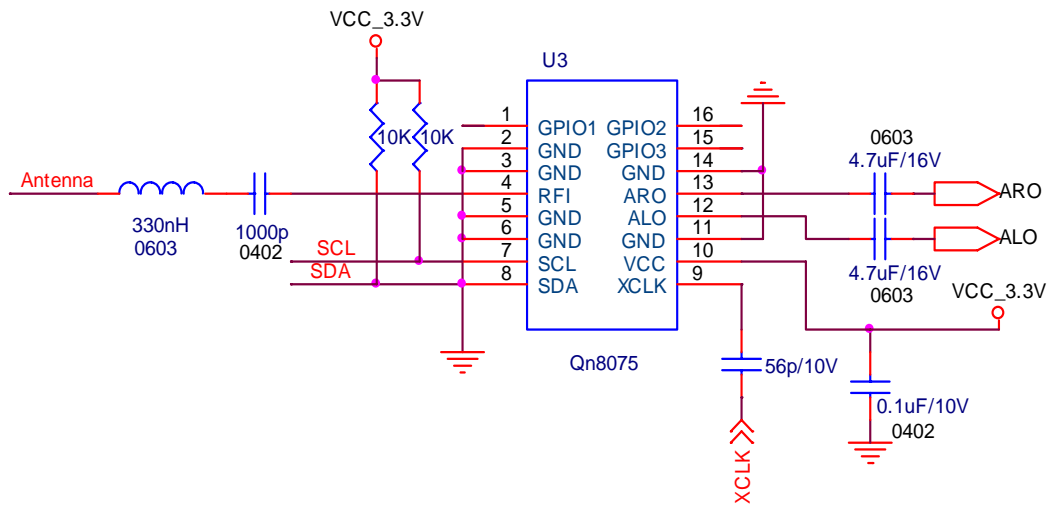 VCC_3.3V
U3
1
2
3
4
5
6
7
8
GPIO1
GND
GND
RFI
GND
GND
SCL
SDA
GPIO2
GPIO3
GND
ARO
ALO
GND
VCC
XCLK
16
15
14
13
12
11
10
9
Qn8075
10K
10K
Antenna
330nH
0603
1000p
0402
SCL
SDA
0603
4.7uF/16V
ARO
ALO
4.7uF/16V
0603
VCC_3.3V
56p/10V
0.1uF/10V
0402
XCLK